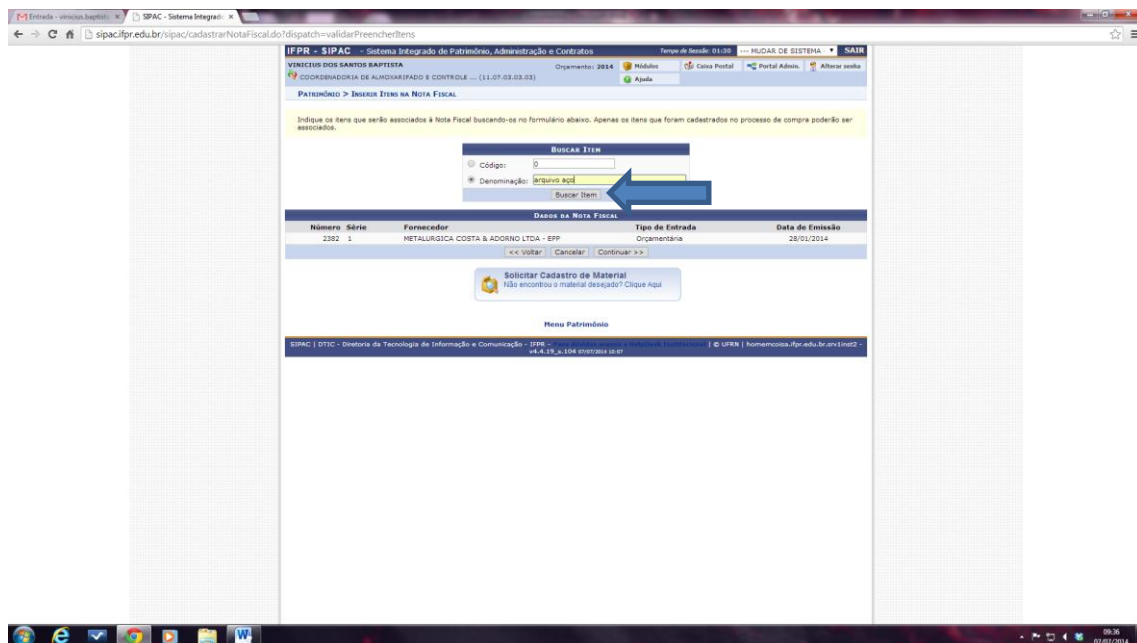 Entrada - vinicius.baptista
SIPAC - Sistema Integrado
sipac.ifpr.edu.br/sipac/cadastrarNotaFiscal.do?dispatch=validarPreencherItens
IFPR - SIPAC - Sistema Integrado de Patrimônio, Administração e Contratos
Tempo de Sessão: 01:30 --- MUDAR DE SISTEMA - SAIR
VINICIUS DOS SANTOS BAPTISTA Orçamento: 2014 Módulos Caixa Postal Portal Admin. Alterar senha
COORDENADORIA DE ALMOXARIFADO E CONTROLE ... (11.07.03.03.03) Ajuda
PATRIMÔNIO > INSERIR ITENS NA NOTA FISCAL
Indique os itens que serão associados à Nota Fiscal buscando-os no formulário abaixo. Apenas os itens que foram cadastrados no processo de compra poderão ser
associados.
BUSCAR ITEM
Código: 0
Denominação: arquivo aço
Buscar Item
DADOS DA NOTA FISCAL
Número Série Fornecedor Tipo de Entrada Data de Emissão
2382 1 METALURGICA COSTA & ADORNO LTDA - EPP Orçamentária 28/01/2014
<< Voltar Cancelar Continuar >>
Solicitar Cadastro de Material
Não encontrou o material desejado? Clique Aqui
Menu Patrimônio
SIPAC | DTIC - Diretoria da Tecnologia de Informação e Comunicação - IFPR - | © UFRN | homemcoisa.ifpr.edu.br.srv1inst2 -
v4.4.19_s.104 07/07/2014 10:07
09:36
07/07/2014